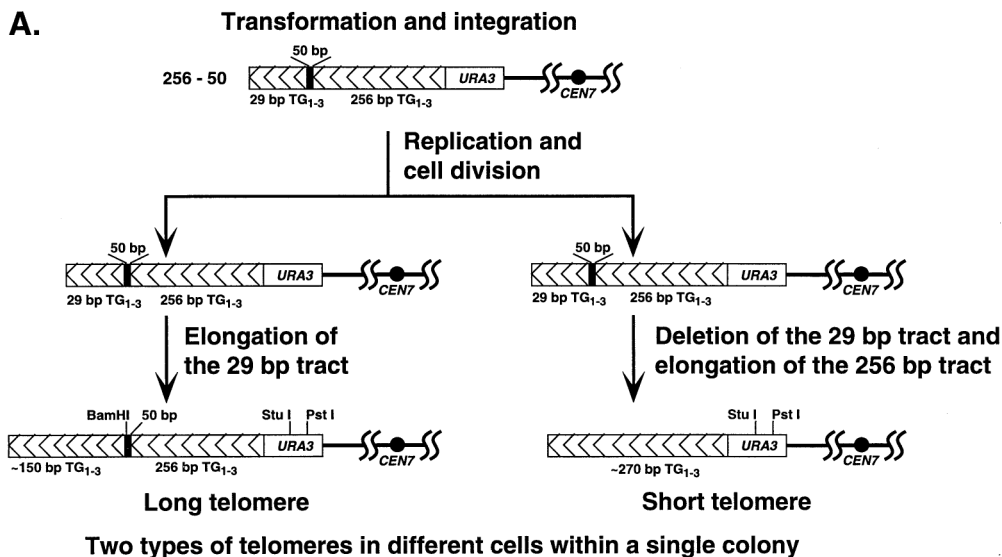 A.
Transformation and integration
50 bp
256 - 50
URA3
CEN7
29 bp TG1-3
256 bp TG1-3
Replication and
cell division
50 bp
URA3
CEN7
29 bp TG1-3
256 bp TG1-3
50 bp
URA3
CEN7
29 bp TG1-3
256 bp TG1-3
Elongation of
the 29 bp tract
Deletion of the 29 bp tract and
elongation of the 256 bp tract
BamHI
50 bp
Stu I
Pst I
URA3
CEN7
~150 bp TG1-3
256 bp TG1-3
Stu I
Pst I
URA3
CEN7
~270 bp TG1-3
Long telomere
Short telomere
Two types of telomeres in different cells within a single colony